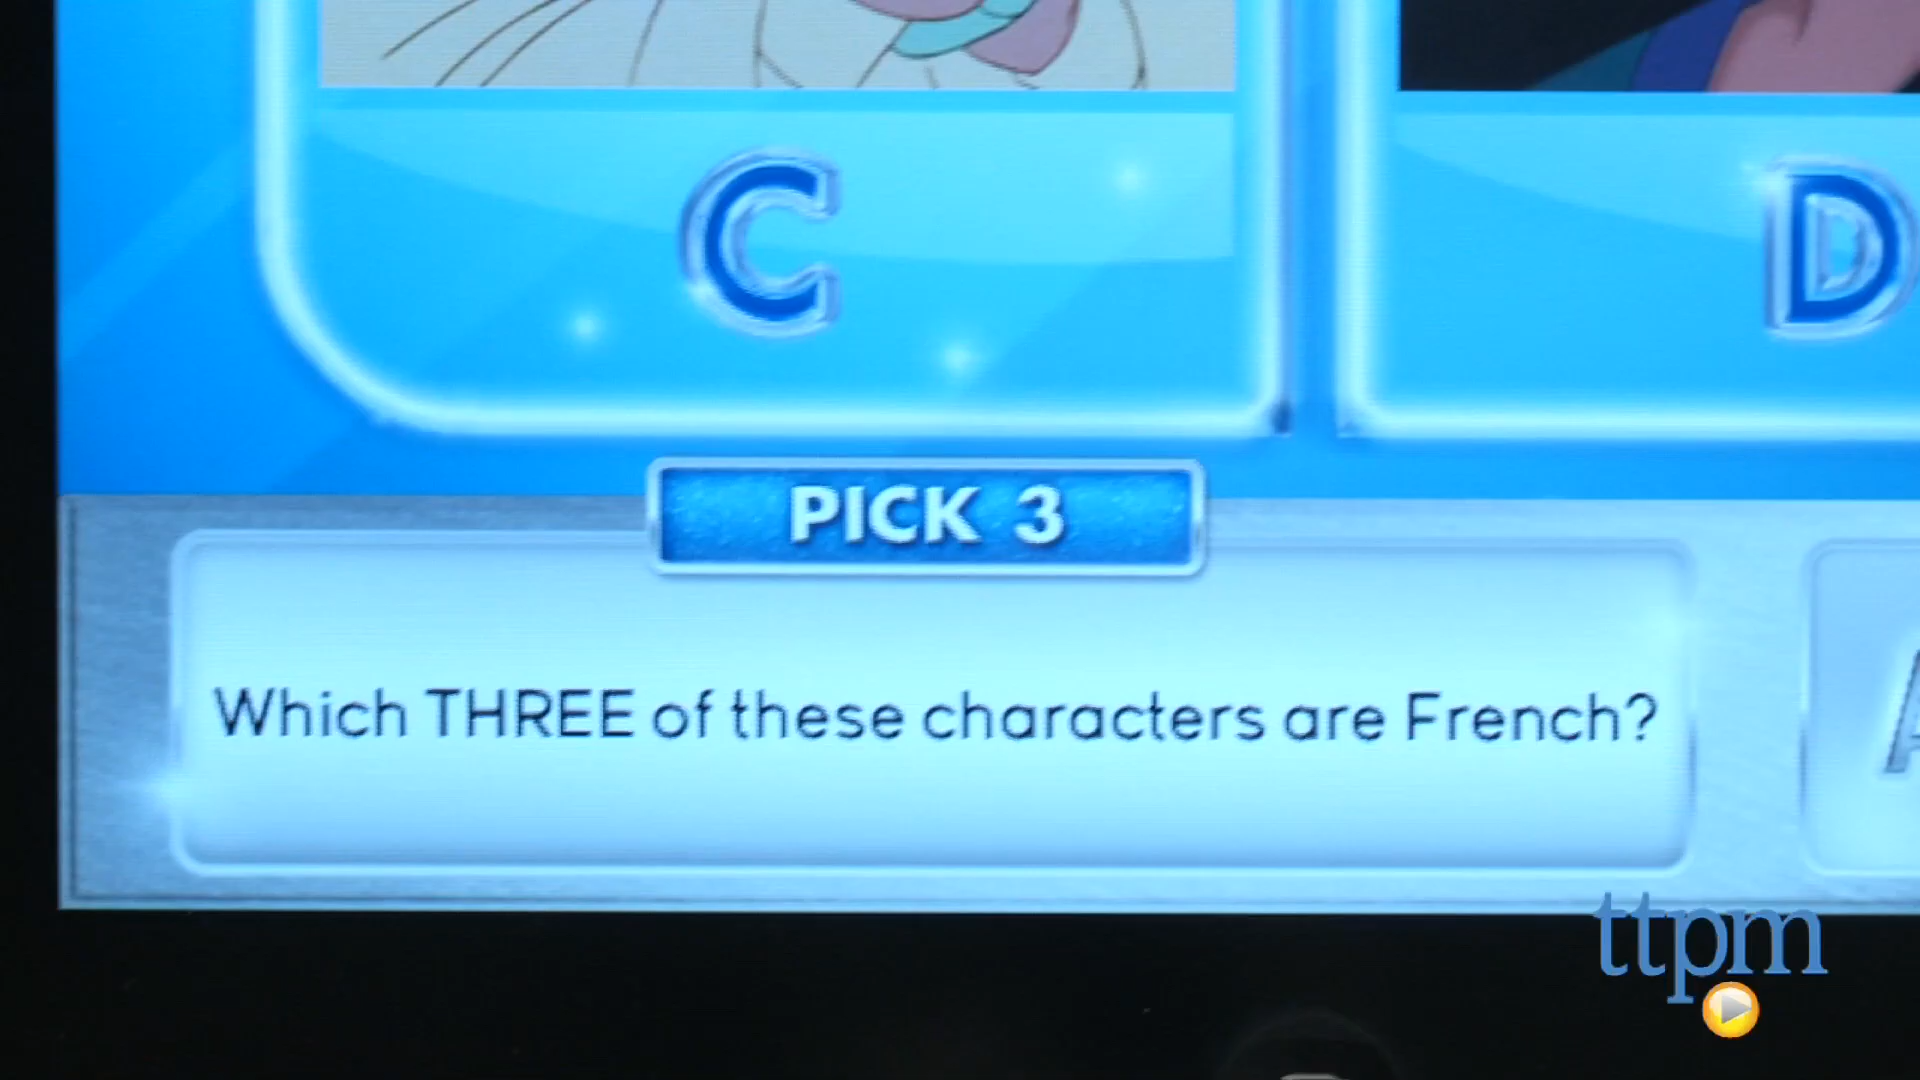 C
D
PICK 3
Which THREE of these characters are French?
A
ttpm